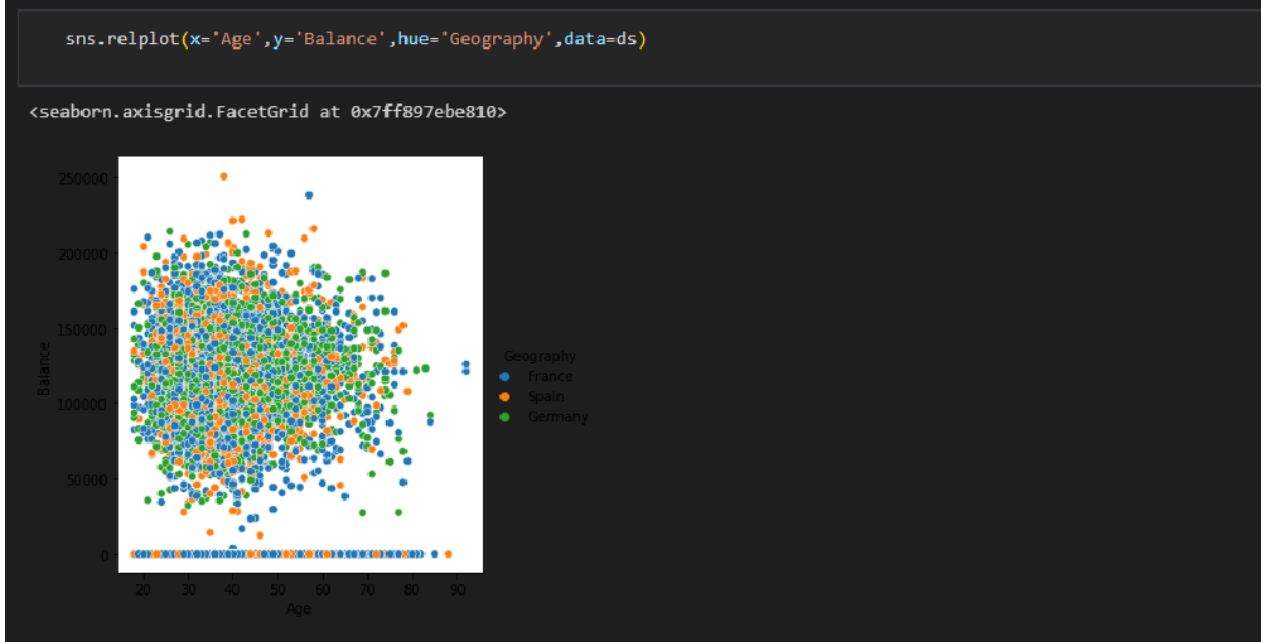 sns.relplot(x='Age',y='Balance',hue='Geography',data=ds)
<seaborn.axisgrid.FacetGrid at 0x7ff897ebe810>
250000
200000
150000
100000
50000
0
Balance
20 30 40 50 60 70 80 90
Age
Geography
France
Spain
Germany